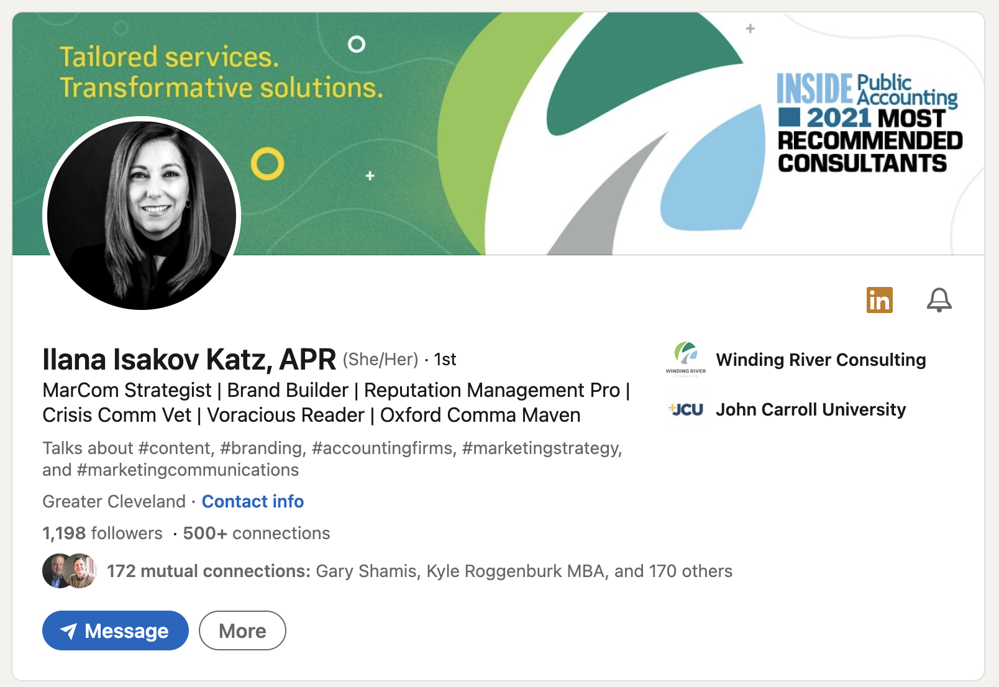 Tailored services.
Transformative solutions.
INSIDE Public
Accounting
2021 MOST
RECOMMENDED
CONSULTANTS
in
Ilana Isakov Katz, APR (She/Her) · 1st
MarCom Strategist | Brand Builder | Reputation Management Pro |
Crisis Comm Vet | Voracious Reader | Oxford Comma Maven
Talks about #content, #branding, #accountingfirms, #marketingstrategy,
and #marketingcommunications
Greater Cleveland · Contact info
1,198 followers · 500+ connections
172 mutual connections: Gary Shamis, Kyle Roggenburk MBA, and 170 others
Message
More
WINDING RIVER
CONSULTING
Winding River Consulting
JCU
John Carroll University